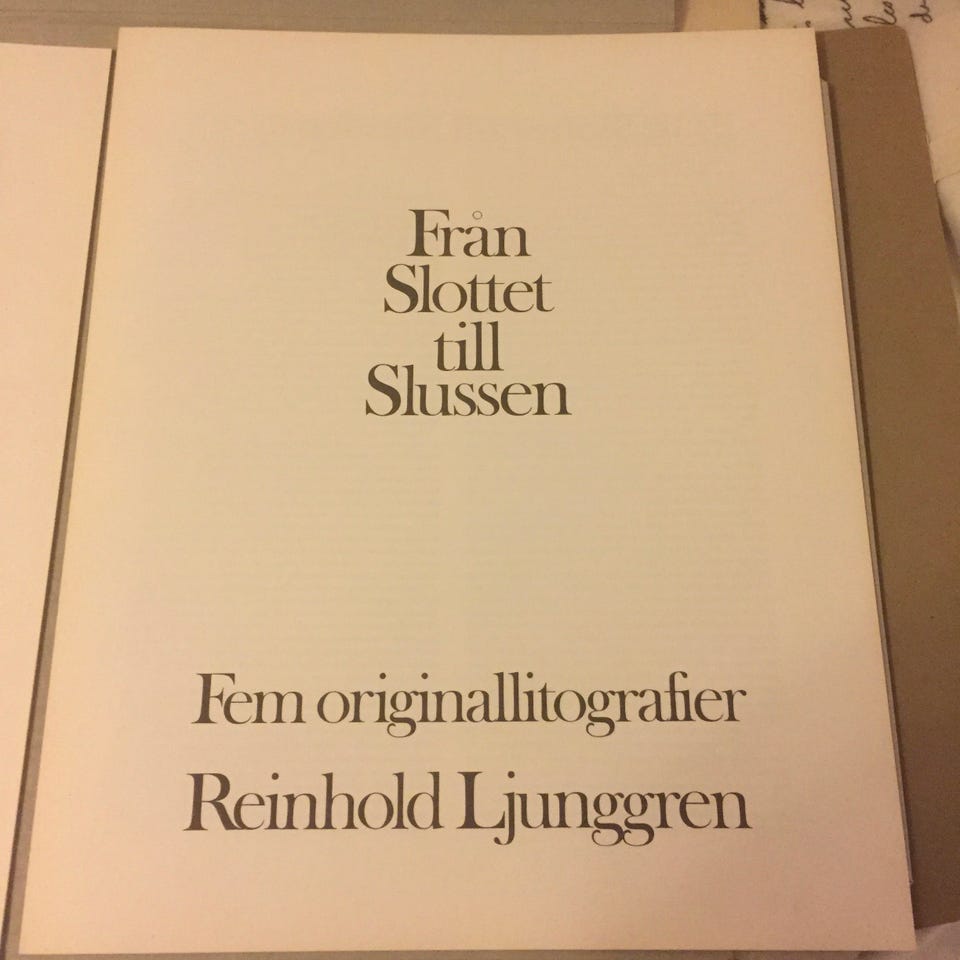 Från
Slottet
till
Slussen
Fem originallitografier
Reinhold Ljunggren